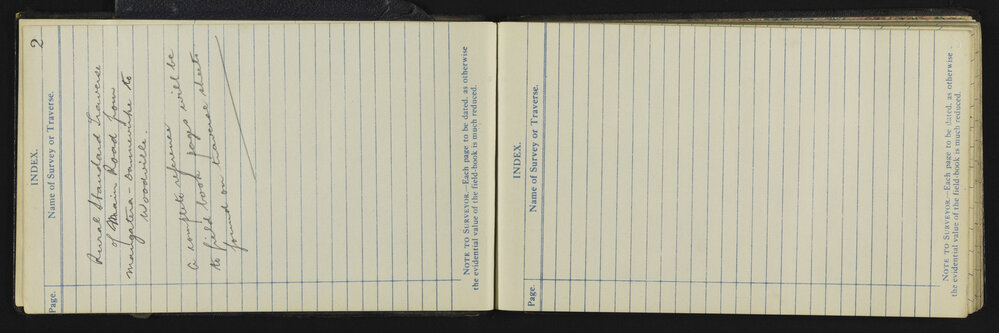 2
INDEX.
Page.
Name of Survey or Traverse.
Rural Standard Traverse
of Main Road from
Mangatera - Dannevirke to
Woodville.
A complete reference
to field book pages will be
found on traverse sheets
NOTE TO SURVEYOR.—Each page to be dated, as otherwise
the evidential value of the field-book is much reduced.
INDEX.
Page.
Name of Survey or Traverse.
NOTE TO SURVEYOR.—Each page to be dated, as otherwise
the evidential value of the field-book is much reduced.